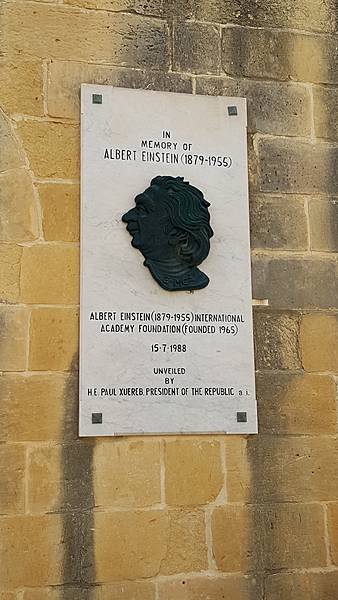 IN
MEMORY OF
ALBERT EINSTEIN (1879-1955)
ALBERT EINSTEIN(1879-1955)INTERNATIONAL
ACADEMY FOUNDATION(FOUNDED 1965)
15·7·1988
UNVEILED
BY
H.E. PAUL XUEREB, PRESIDENT OF THE REPUBLIC a.i.